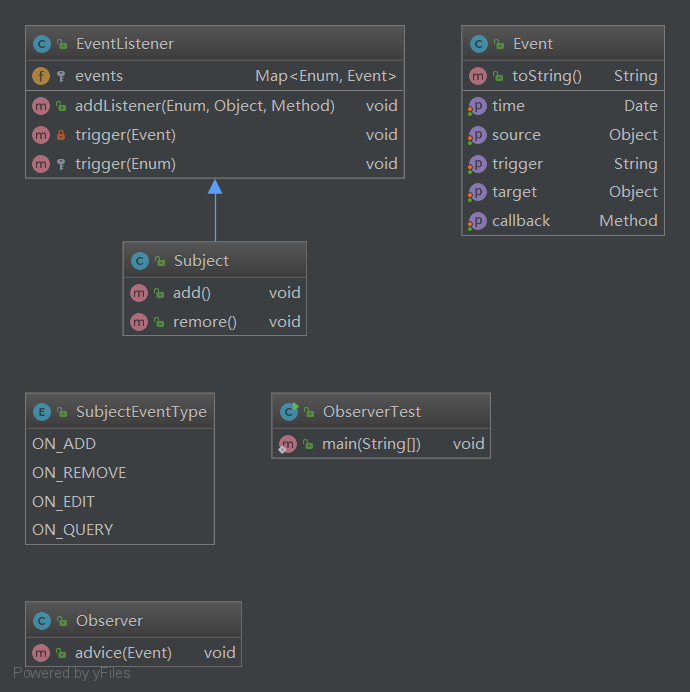 EventListener
events Map<Enum, Event>
addListener(Enum, Object, Method) void
trigger(Event) void
trigger(Enum) void
Event
toString() String
time Date
source Object
trigger String
target Object
callback Method
Subject
add() void
remore() void
SubjectEventType
ON_ADD
ON_REMOVE
ON_EDIT
ON_QUERY
ObserverTest
main(String[]) void
Observer
advice(Event) void
Powered by yFiles